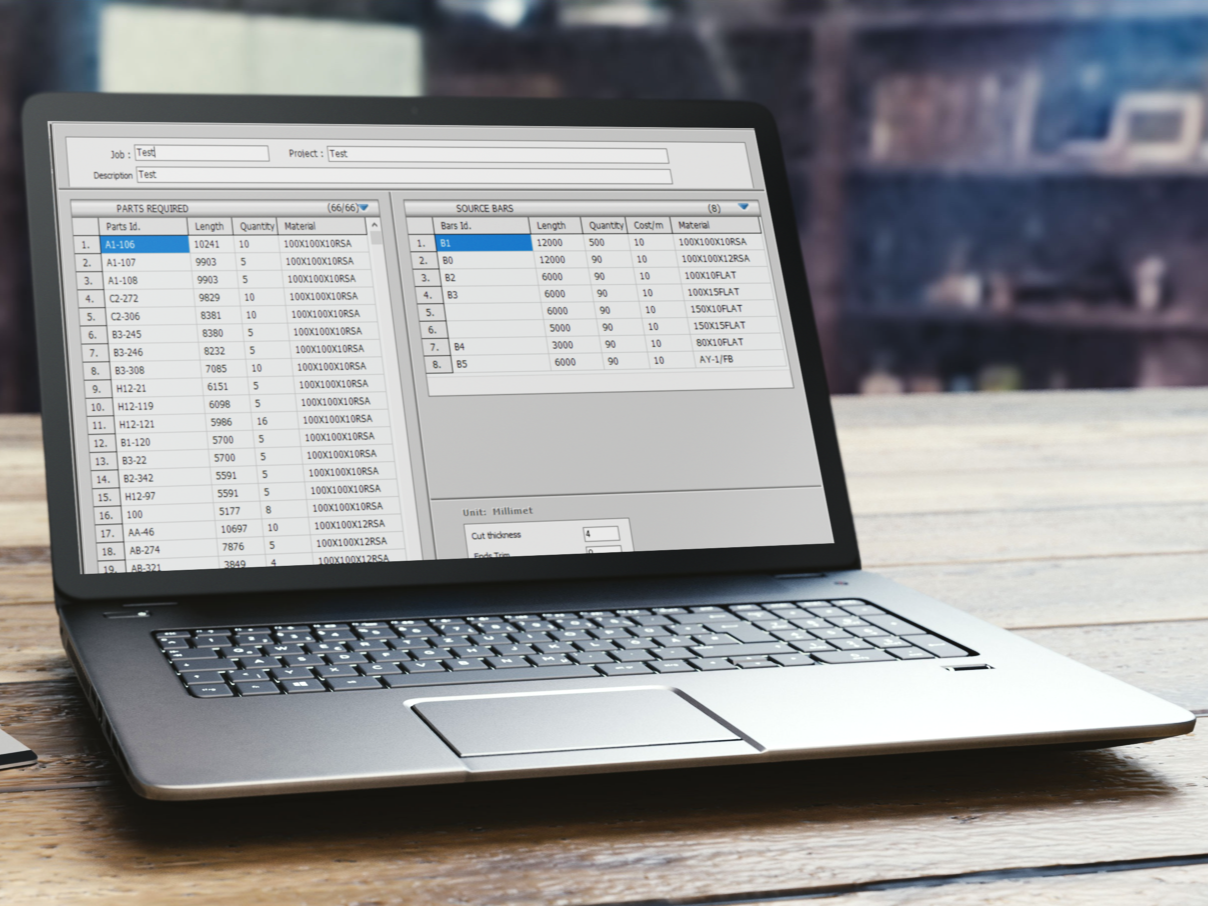 Job : Test Project : Test
Description Test
PARTS REQUIRED (66/66)
Parts Id. Length Quantity Material
1. A1-106 10241 10 100X100X10RSA
2. A1-107 9903 5 100X100X10RSA
3. A1-108 9903 5 100X100X10RSA
4. C2-272 9829 10 100X100X10RSA
5. C2-306 8381 10 100X100X10RSA
6. B3-245 8380 5 100X100X10RSA
7. B3-246 8232 5 100X100X10RSA
8. B3-308 7085 10 100X100X10RSA
9. H12-21 6151 5 100X100X10RSA
10. H12-119 6098 5 100X100X10RSA
11. H12-121 5986 16 100X100X10RSA
12. B1-120 5700 5 100X100X10RSA
13. B3-22 5700 5 100X100X10RSA
14. B2-342 5591 5 100X100X10RSA
15. H12-97 5591 5 100X100X10RSA
16. 100 5177 8 100X100X10RSA
17. AA-46 10697 10 100X100X12RSA
18. AB-274 7876 5 100X100X12RSA
19. AB-321 3849 4 100X100X12RSA
SOURCE BARS (8)
Bars Id. Length Quantity Cost/m Material
1. B1 12000 500 10 100X100X10RSA
2. B0 12000 90 10 100X100X12RSA
3. B2 6000 90 10 100X10FLAT
4. B3 6000 90 10 100X15FLAT
5. 6000 90 10 150X10FLAT
6. 5000 90 10 150X15FLAT
7. B4 3000 90 10 80X10FLAT
8. B5 6000 90 10 AY-1/FB
Unit: Millimet
Cut thickness 4
Ends Trim